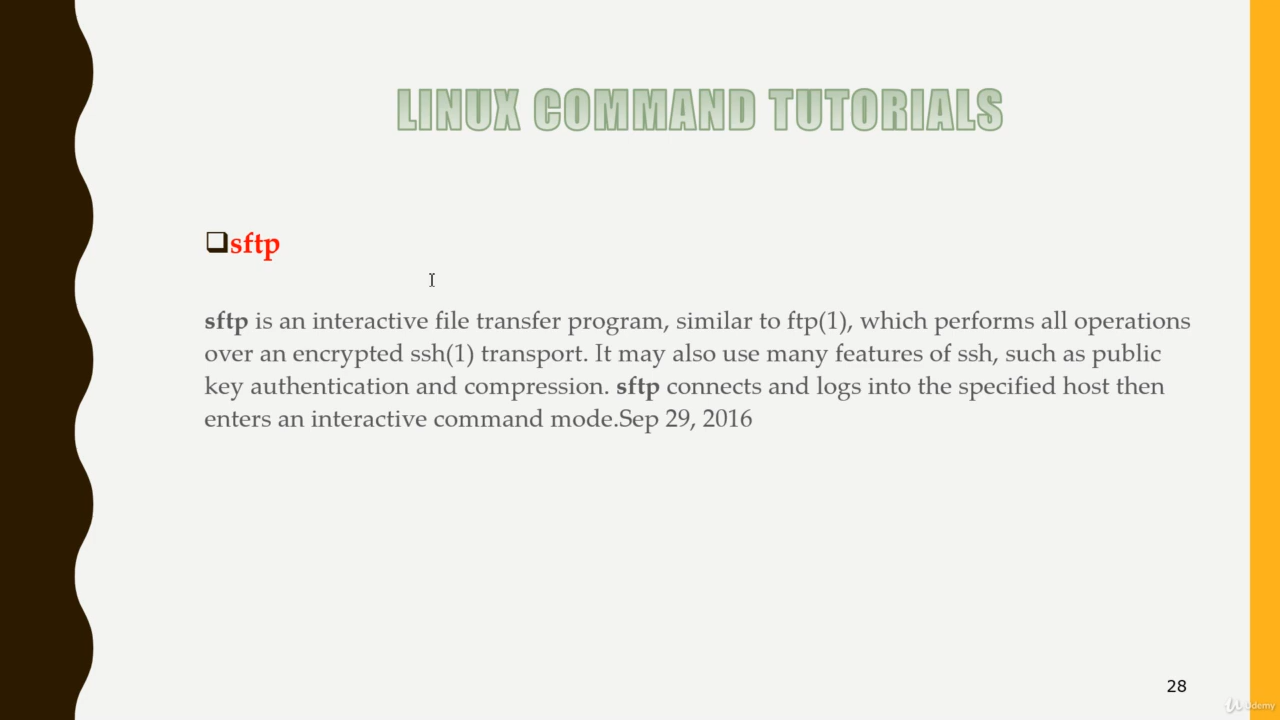 LINUX COMMAND TUTORIALS
sftp
sftp is an interactive file transfer program, similar to ftp(1), which performs all operations
over an encrypted ssh(1) transport. It may also use many features of ssh, such as public
key authentication and compression. sftp connects and logs into the specified host then
enters an interactive command mode.Sep 29, 2016
28
Udemy